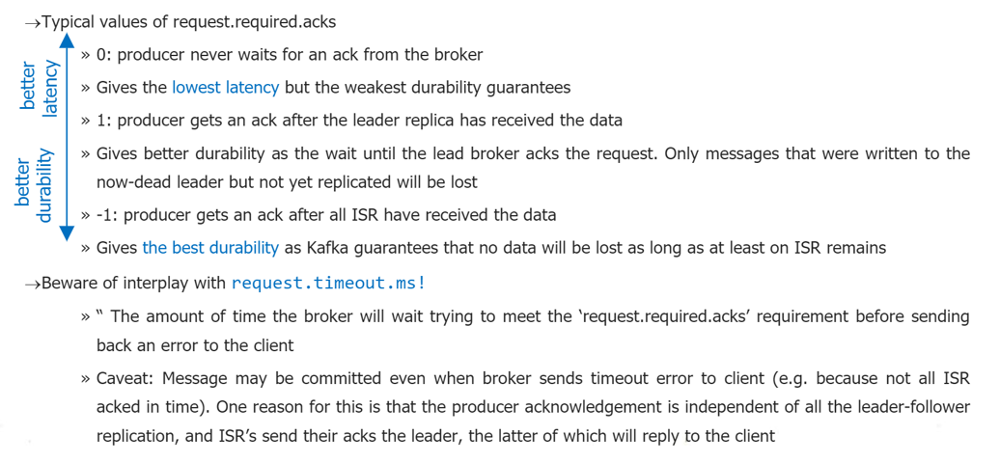 →Typical values of request.required.acks
» 0: producer never waits for an ack from the broker
» Gives the lowest latency but the weakest durability guarantees
» 1: producer gets an ack after the leader replica has received the data
» Gives better durability as the wait until the lead broker acks the request. Only messages that were written to the
now-dead leader but not yet replicated will be lost
» -1: producer gets an ack after all ISR have received the data
» Gives the best durability as Kafka guarantees that no data will be lost as long as at least on ISR remains
better
latency
better
durability
→Beware of interplay with request.timeout.ms!
» “ The amount of time the broker will wait trying to meet the ‘request.required.acks’ requirement before sending
back an error to the client
» Caveat: Message may be committed even when broker sends timeout error to client (e.g. because not all ISR
acked in time). One reason for this is that the producer acknowledgement is independent of all the leader-follower
replication, and ISR’s send their acks the leader, the latter of which will reply to the client